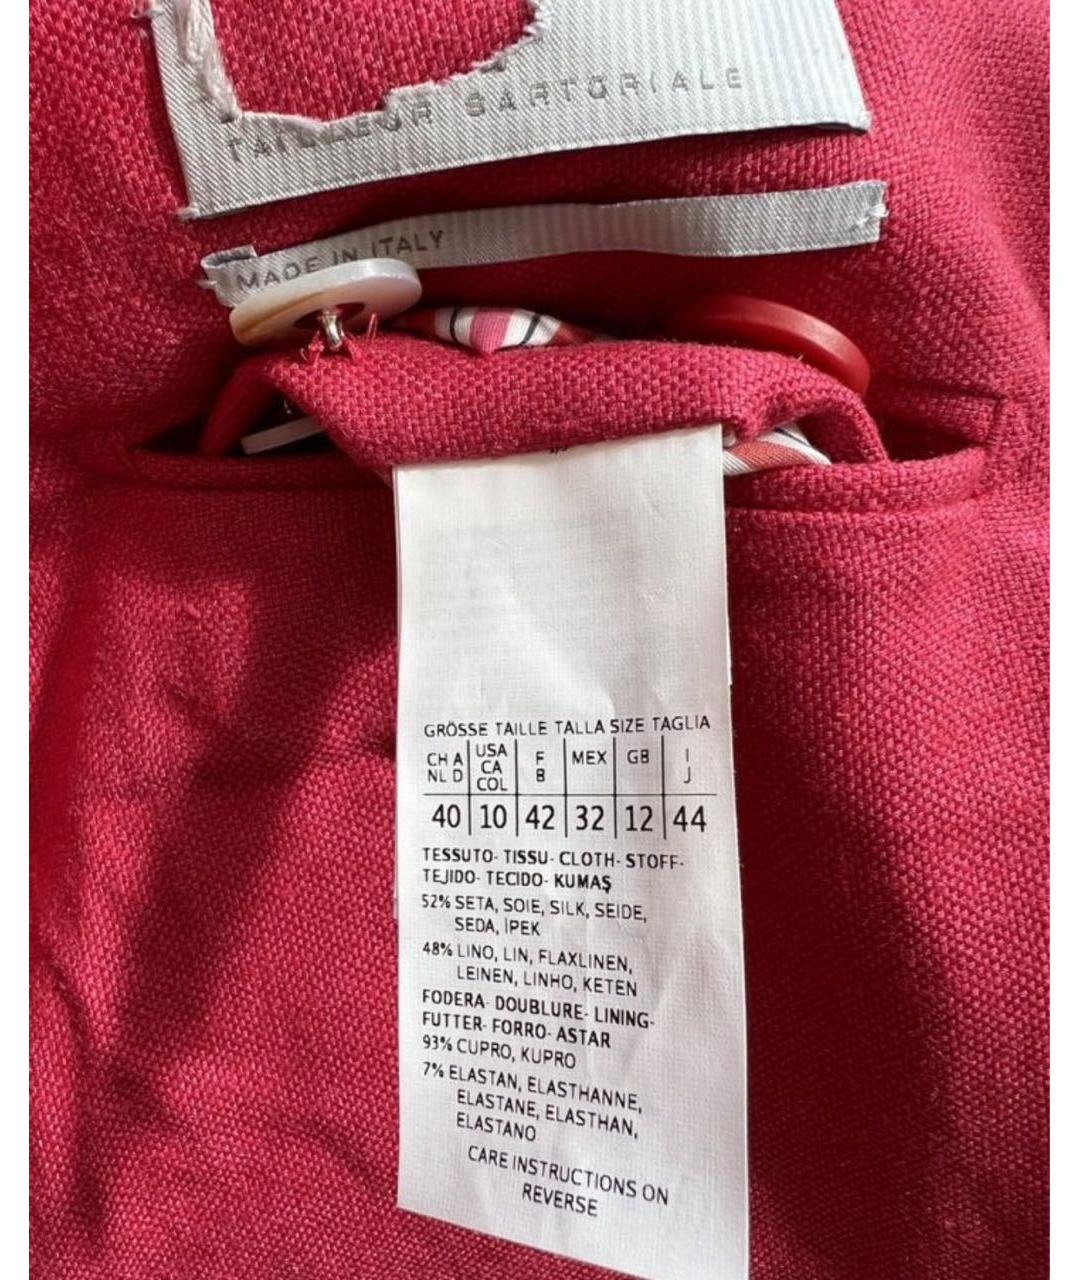 TAILLEUR SARTORIALE
MADE IN ITALY
GRÖSSE TAILLE TALLA SIZE TAGLIA
CH A USA F MEX GB I
NL D CA B J
COL
40 10 42 32 12 44
TESSUTO- TISSU- CLOTH- STOFF-
TEJIDO- TECIDO- KUMAŞ
52% SETA, SOIE, SILK, SEIDE,
SEDA, İPEK
48% LINO, LIN, FLAXLINEN,
LEINEN, LINHO, KETEN
FODERA- DOUBLURE- LINING-
FUTTER- FORRO- ASTAR
93% CUPRO, KUPRO
7% ELASTAN, ELASTHANNE,
ELASTANE, ELASTHAN,
ELASTANO
CARE INSTRUCTIONS ON
REVERSE